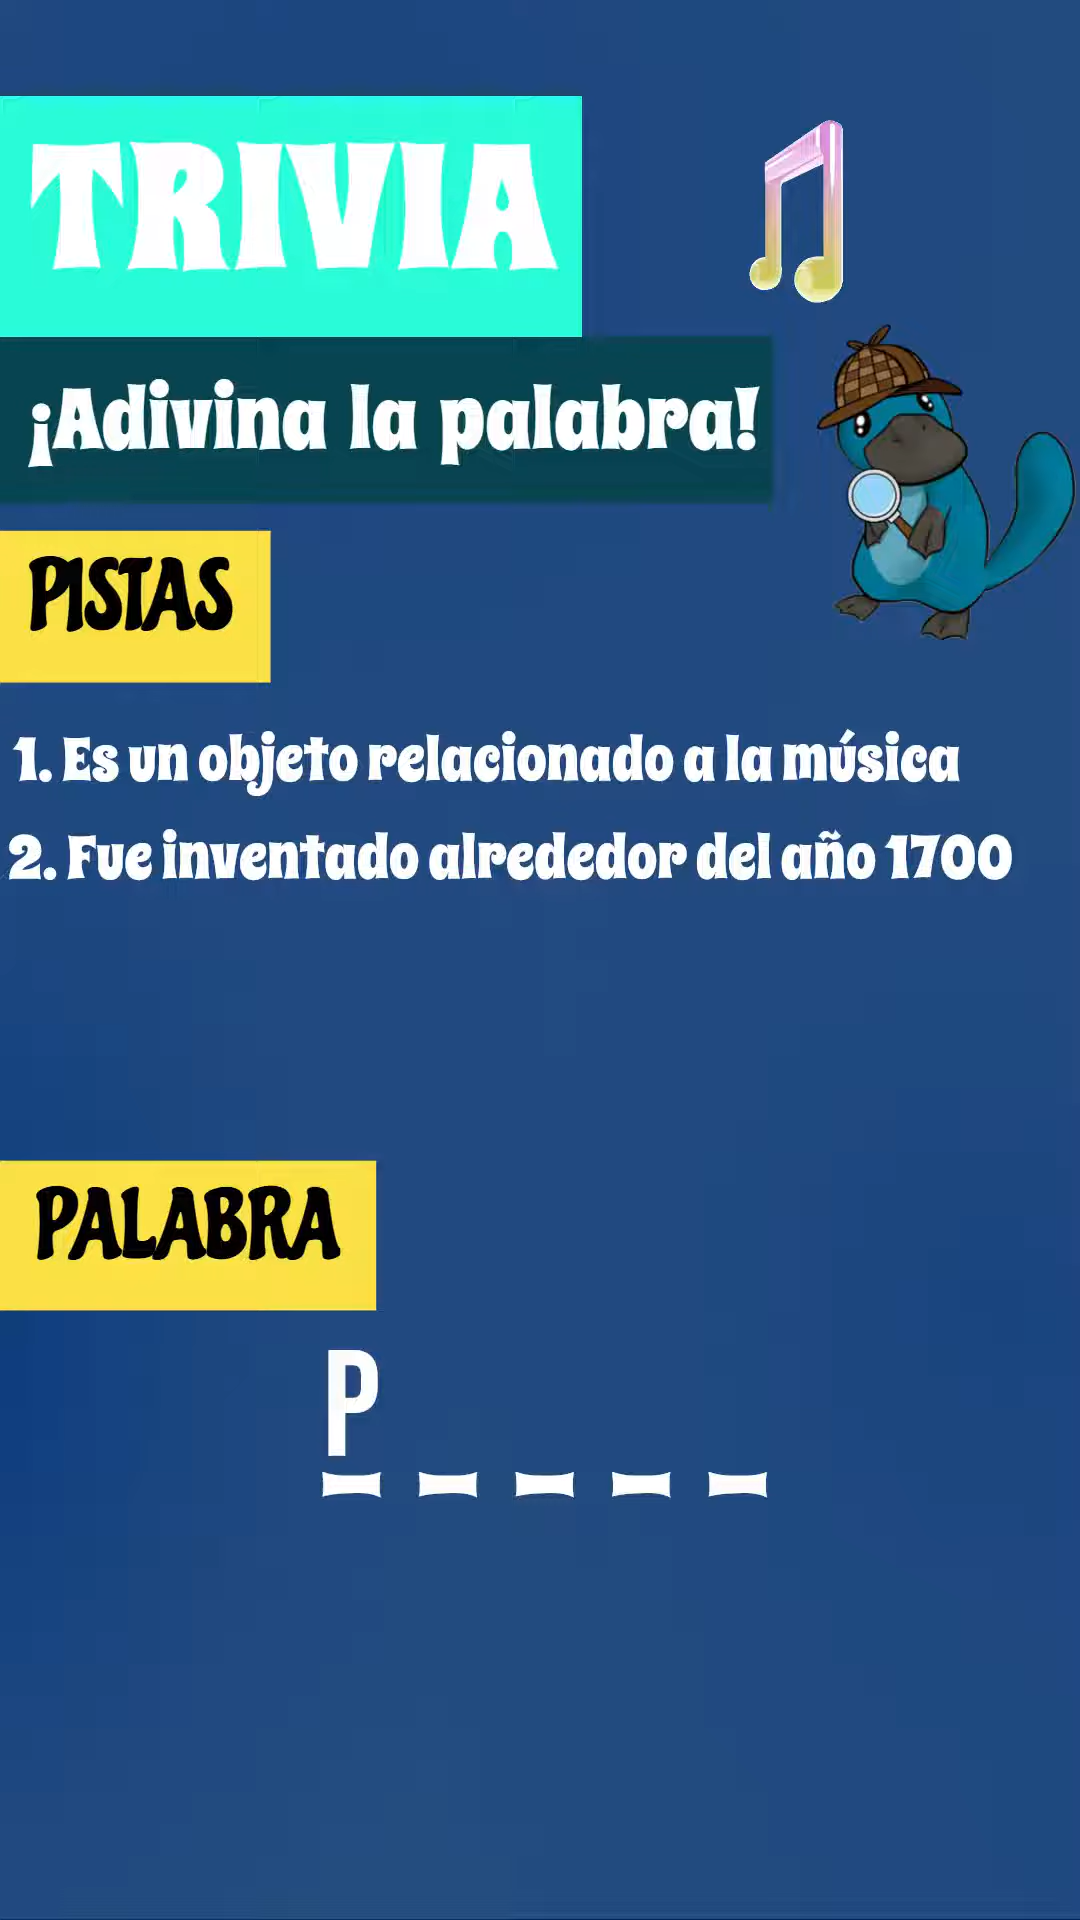 TRIVIA
¡Adivina la palabra!
PISTAS
1. Es un objeto relacionado a la música
2. Fue inventado alrededor del año 1700
PALABRA
P _ _ _ _